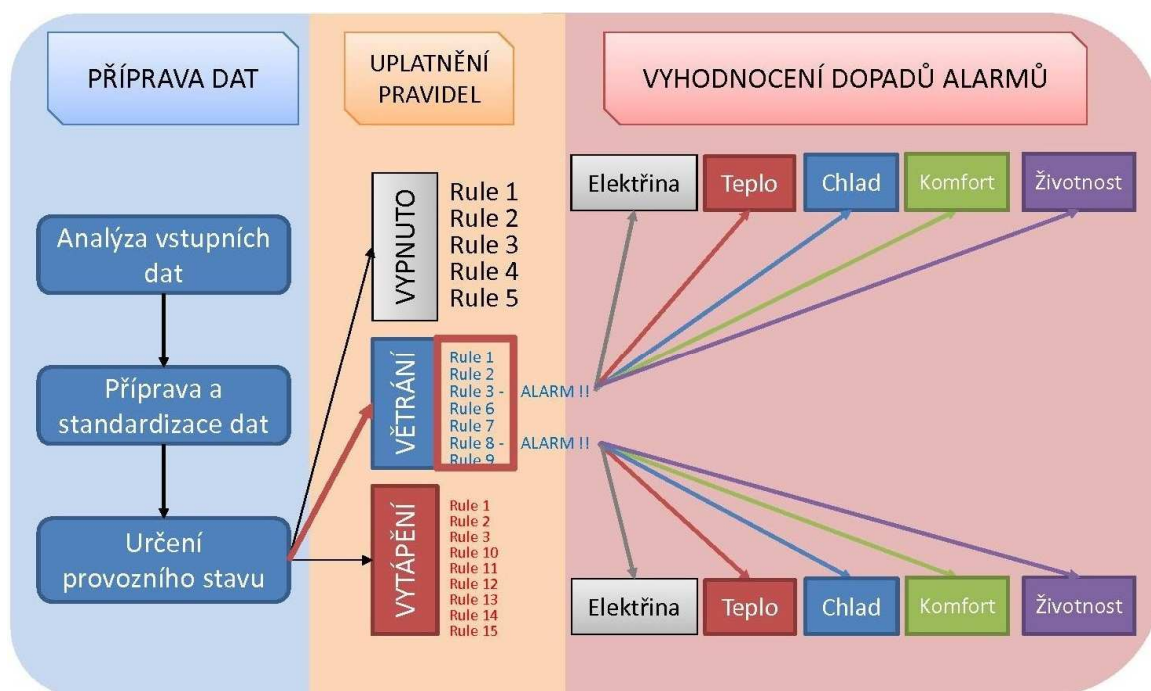 PŘÍPRAVA DAT
UPLATNĚNÍ
PRAVIDEL
VYHODNOCENÍ DOPADŮ ALARMŮ
Analýza vstupních
dat
Příprava a
standardizace dat
Určení
provozního stavu
VYPNUTO
Rule 1
Rule 2
Rule 3
Rule 4
Rule 5
VĚTRÁNÍ
Rule 1
Rule 2
Rule 3 - ALARM !!
Rule 6
Rule 7
Rule 8 - ALARM !!
Rule 9
VYTÁPĚNÍ
Rule 1
Rule 2
Rule 3
Rule 10
Rule 11
Rule 12
Rule 13
Rule 14
Rule 15
Elektřina
Teplo
Chlad
Komfort
Životnost
Elektřina
Teplo
Chlad
Komfort
Životnost